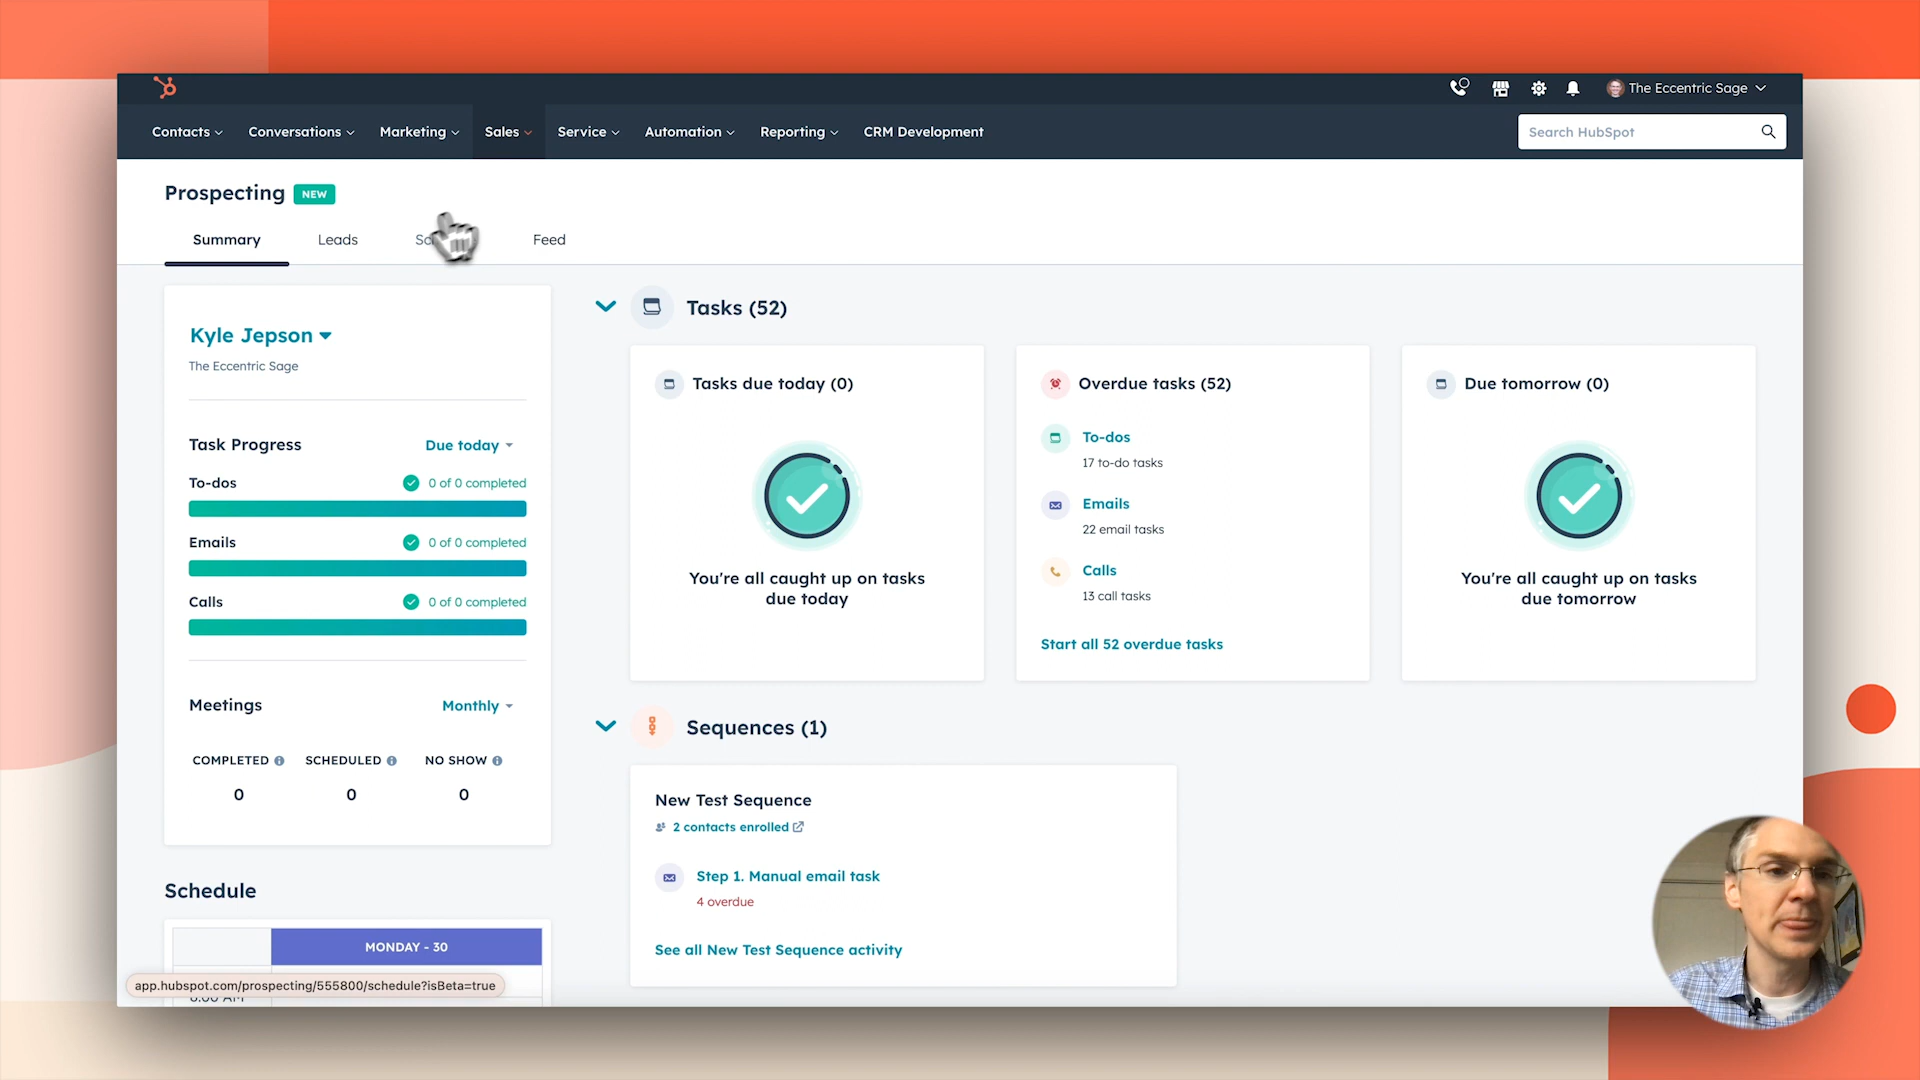 The Eccentric Sage
Contacts
Conversations
Marketing
Sales
Service
Automation
Reporting
CRM Development
Search HubSpot
Prospecting
NEW
Summary
Leads
Feed
Kyle Jepson
The Eccentric Sage
Task Progress
Due today
To-dos
0 of 0 completed
Emails
0 of 0 completed
Calls
0 of 0 completed
Meetings
Monthly
COMPLETED
SCHEDULED
NO SHOW
0
0
0
Schedule
MONDAY - 30
app.hubspot.com/prospecting/555800/schedule?isBeta=true
Tasks (52)
Tasks due today (0)
You're all caught up on tasks
due today
Overdue tasks (52)
To-dos
17 to-do tasks
Emails
22 email tasks
Calls
13 call tasks
Start all 52 overdue tasks
Due tomorrow (0)
You're all caught up on tasks
due tomorrow
Sequences (1)
New Test Sequence
2 contacts enrolled
Step 1. Manual email task
4 overdue
See all New Test Sequence activity